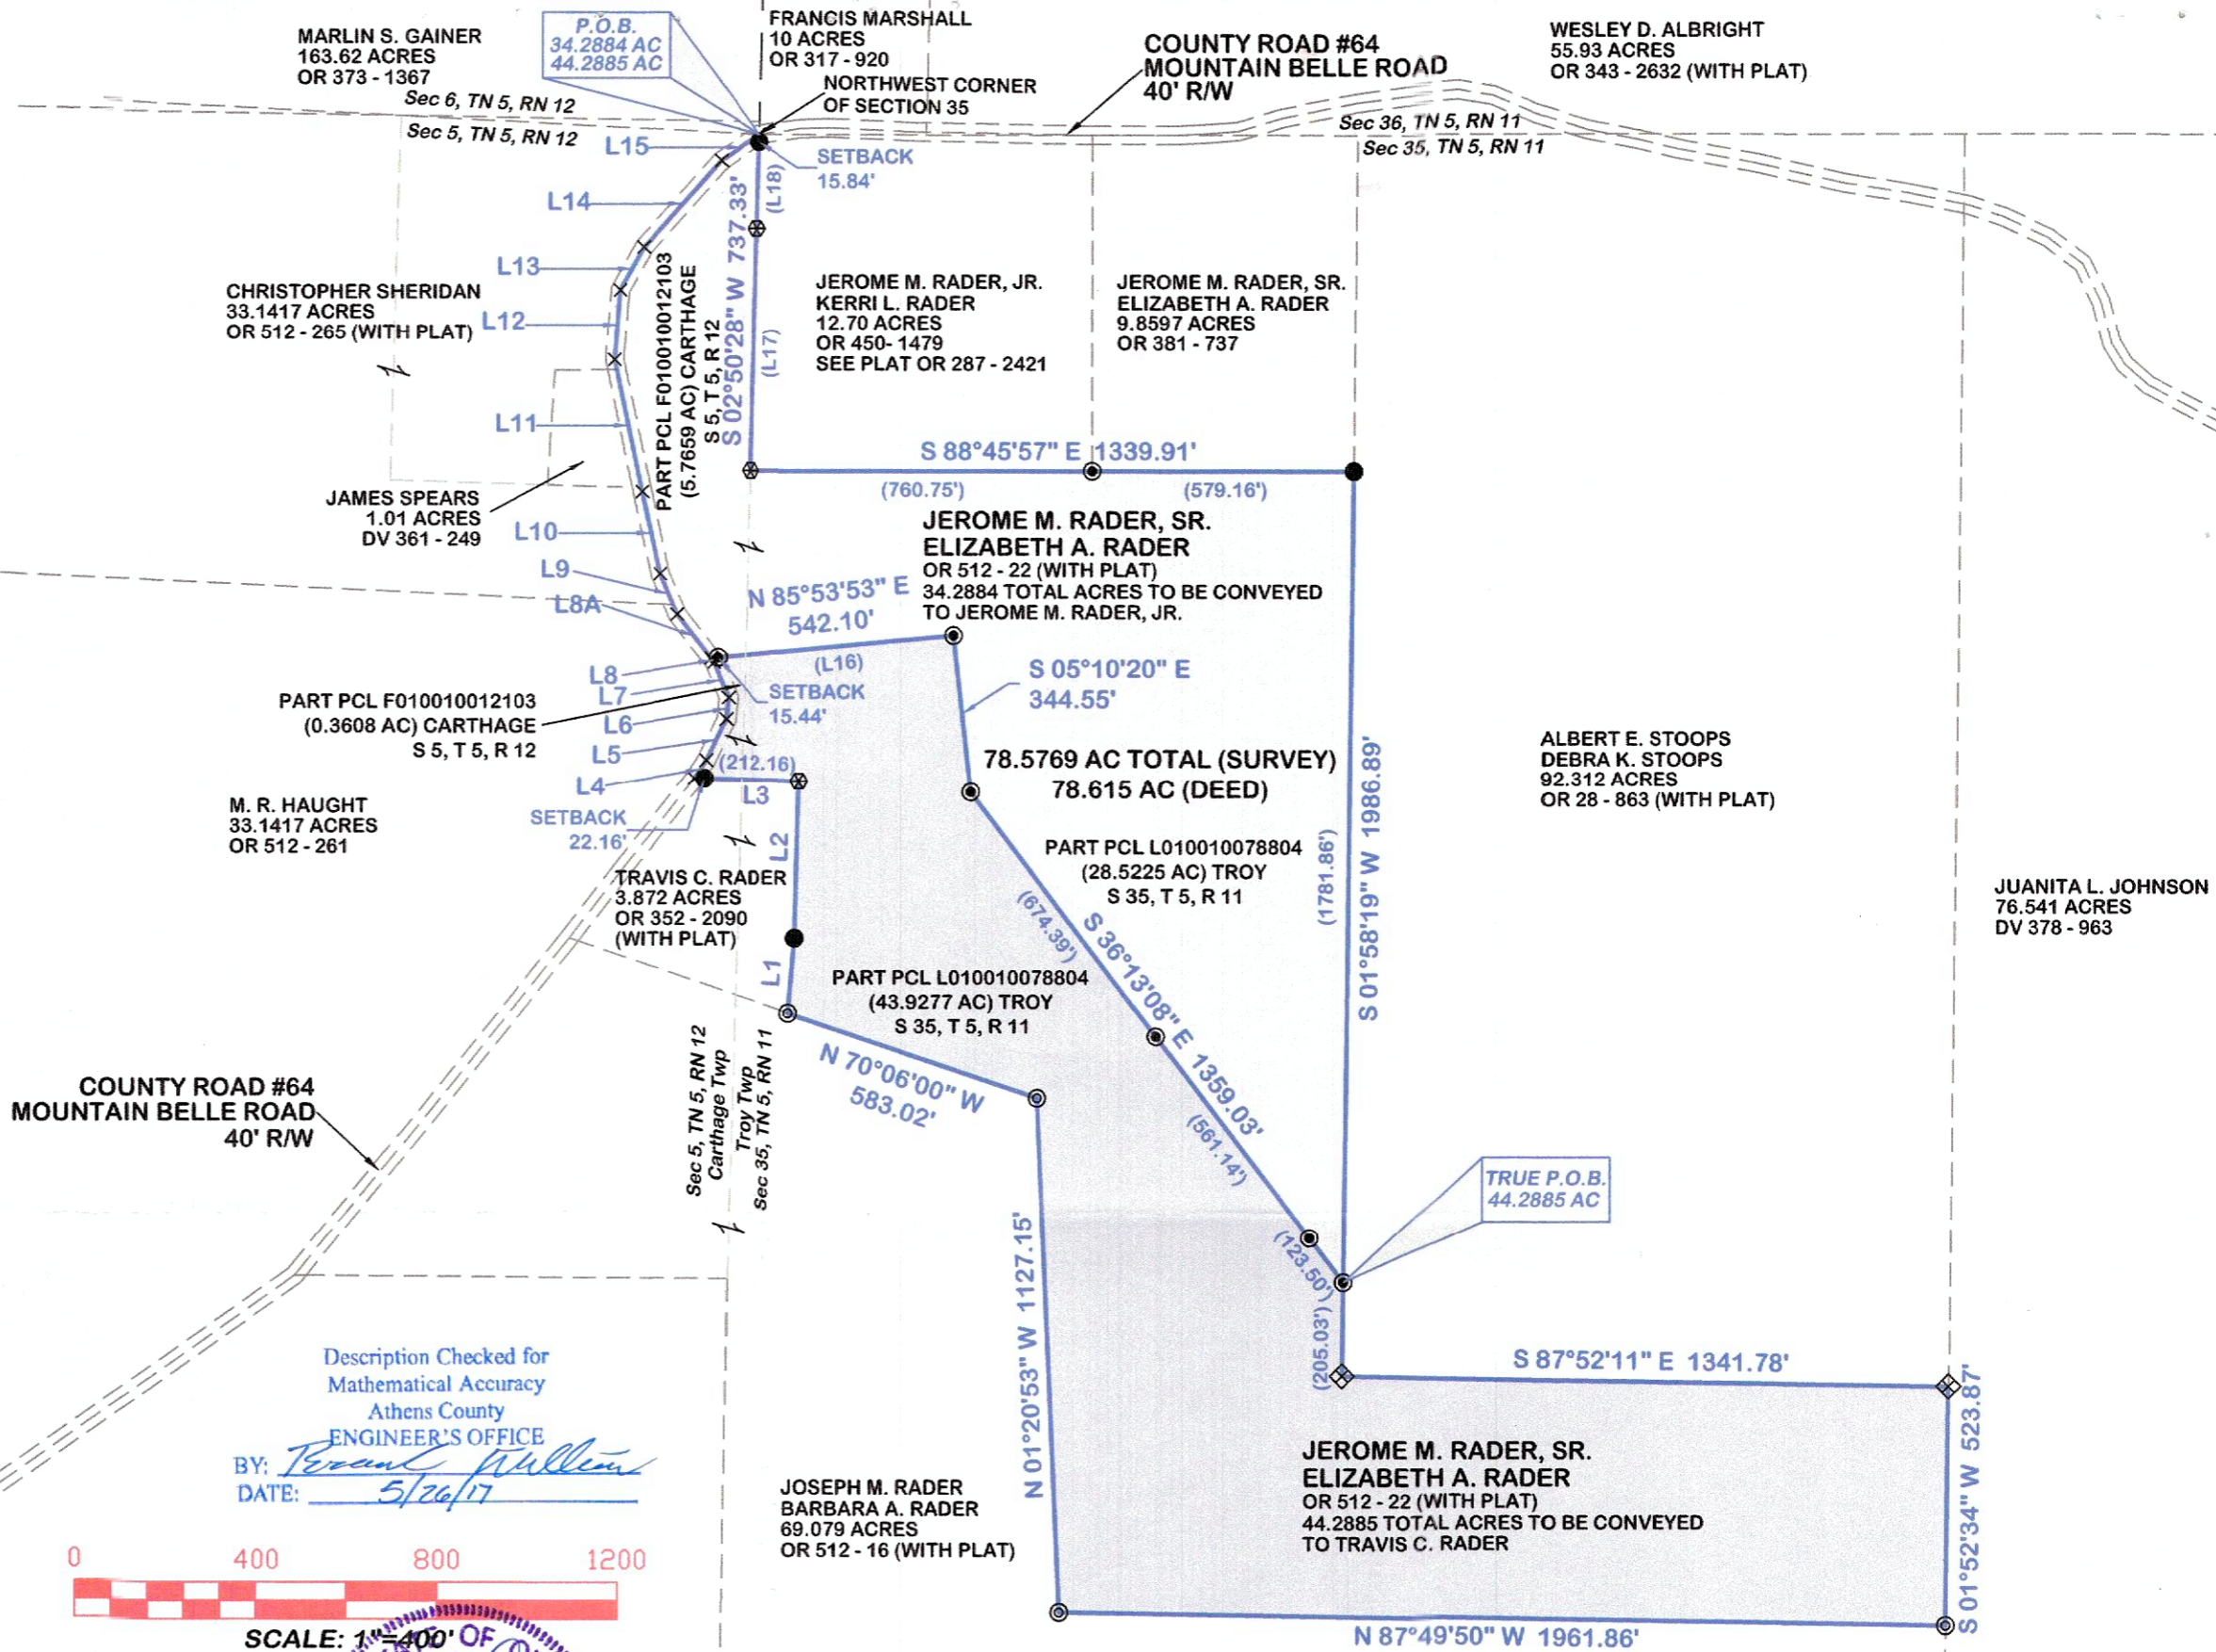 MARLIN S. GAINER
163.62 ACRES
OR 373 - 1367
P.O.B.
34.2884 AC
44.2885 AC
FRANCIS MARSHALL
10 ACRES
OR 317 - 920
NORTHWEST CORNER
OF SECTION 35
COUNTY ROAD #64
MOUNTAIN BELLE ROAD
40' R/W
WESLEY D. ALBRIGHT
55.93 ACRES
OR 343 - 2632 (WITH PLAT)
Sec 6, TN 5, RN 12
Sec 5, TN 5, RN 12
Sec 36, TN 5, RN 11
Sec 35, TN 5, RN 11
L15
SETBACK
15.84'
L14
(L18)
L13
S 02°50'28" W 737.33'
(L17)
PART PCL F010010012103
(5.7659 AC) CARTHAGE
S 5, T 5, R 12
CHRISTOPHER SHERIDAN
33.1417 ACRES
OR 512 - 265 (WITH PLAT)
L12
JEROME M. RADER, JR.
KERRI L. RADER
12.70 ACRES
OR 450- 1479
SEE PLAT OR 287 - 2421
JEROME M. RADER, SR.
ELIZABETH A. RADER
9.8597 ACRES
OR 381 - 737
L11
S 88°45'57" E 1339.91'
(760.75')
(579.16')
JAMES SPEARS
1.01 ACRES
DV 361 - 249
L10
JEROME M. RADER, SR.
ELIZABETH A. RADER
OR 512 - 22 (WITH PLAT)
34.2884 TOTAL ACRES TO BE CONVEYED
TO JEROME M. RADER, JR.
L9
L8A
N 85°53'53" E
542.10'
(L16)
L8
L7
L6
L5
L4
SETBACK
15.44'
S 05°10'20" E
344.55'
PART PCL F010010012103
(0.3608 AC) CARTHAGE
S 5, T 5, R 12
(212.16)
L3
SETBACK
22.16'
78.5769 AC TOTAL (SURVEY)
78.615 AC (DEED)
ALBERT E. STOOPS
DEBRA K. STOOPS
92.312 ACRES
OR 28 - 863 (WITH PLAT)
M. R. HAUGHT
33.1417 ACRES
OR 512 - 261
L2
PART PCL L010010078804
(28.5225 AC) TROY
S 35, T 5, R 11
(1781.86')
S 01°58'19" W 1986.89'
TRAVIS C. RADER
3.872 ACRES
OR 352 - 2090
(WITH PLAT)
JUANITA L. JOHNSON
76.541 ACRES
DV 378 - 963
L1
(674.39')
S 36°13'08" E 1359.03'
(561.14')
PART PCL L010010078804
(43.9277 AC) TROY
S 35, T 5, R 11
N 70°06'00" W
583.02'
Sec 5, TN 5, RN 12
Carthage Twp
Troy Twp
Sec 35, TN 5, RN 11
COUNTY ROAD #64
MOUNTAIN BELLE ROAD
40' R/W
TRUE P.O.B.
44.2885 AC
N 01°20'53" W 1127.15'
(123.50')
(205.03')
S 87°52'11" E 1341.78'
S 01°52'34" W 523.87'
Description Checked for
Mathematical Accuracy
Athens County
ENGINEER'S OFFICE
BY:
DATE: 5/26/17
JOSEPH M. RADER
BARBARA A. RADER
69.079 ACRES
OR 512 - 16 (WITH PLAT)
JEROME M. RADER, SR.
ELIZABETH A. RADER
OR 512 - 22 (WITH PLAT)
44.2885 TOTAL ACRES TO BE CONVEYED
TO TRAVIS C. RADER
0 400 800 1200
SCALE: 1"=400'
N 87°49'50" W 1961.86'